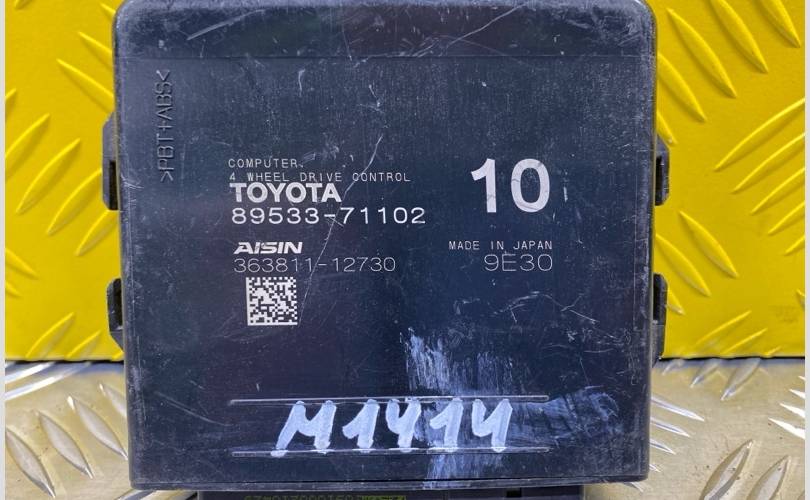 >PBT+ABS<
COMPUTER,
4 WHEEL DRIVE CONTROL
TOYOTA
89533-71102
10
AISIN
363811-12730
MADE IN JAPAN
9E30
M1414